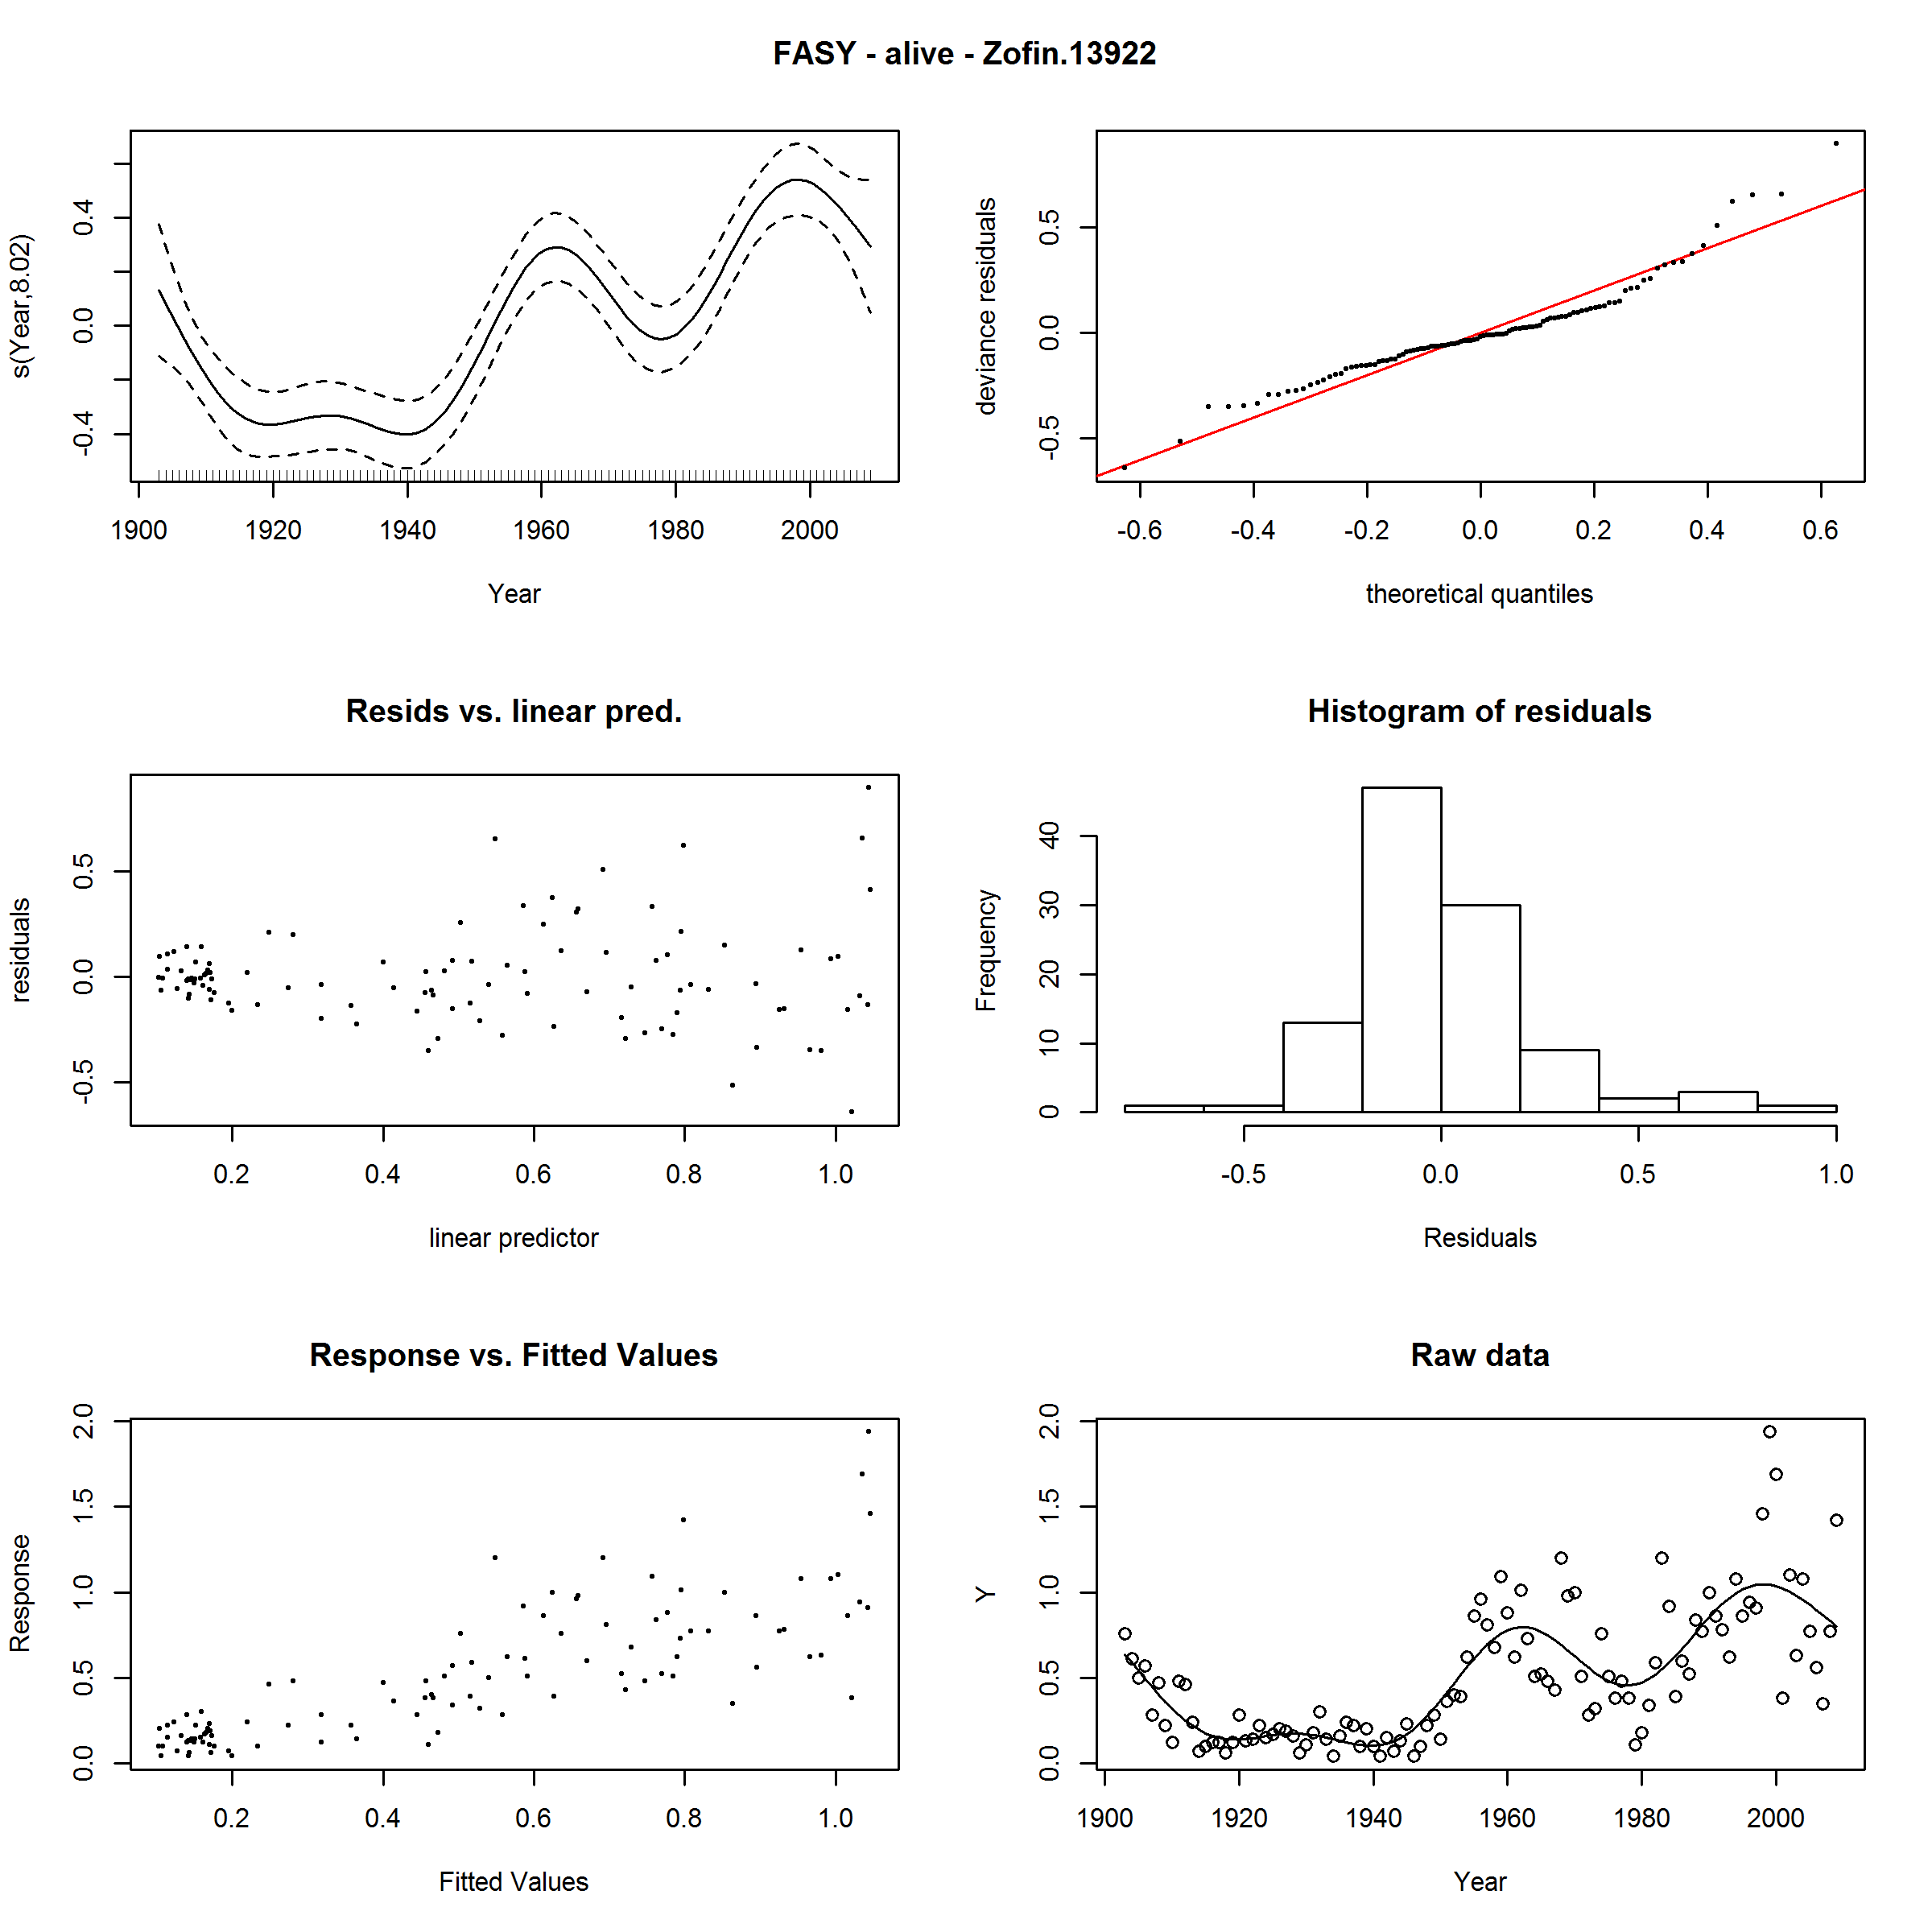 FASY - alive - Zofin.13922
s(Year,8.02)
-0.4 0.0 0.4
1900 1920 1940 1960 1980 2000
Year
deviance residuals
-0.5 0.0 0.5
-0.6 -0.4 -0.2 0.0 0.2 0.4 0.6
theoretical quantiles
Resids vs. linear pred.
residuals
-0.5 0.0 0.5
0.2 0.4 0.6 0.8 1.0
linear predictor
Histogram of residuals
Frequency
0 10 20 30 40
-0.5 0.0 0.5 1.0
Residuals
Response vs. Fitted Values
Response
0.0 0.5 1.0 1.5 2.0
0.2 0.4 0.6 0.8 1.0
Fitted Values
Raw data
Y
0.0 0.5 1.0 1.5 2.0
1900 1920 1940 1960 1980 2000
Year